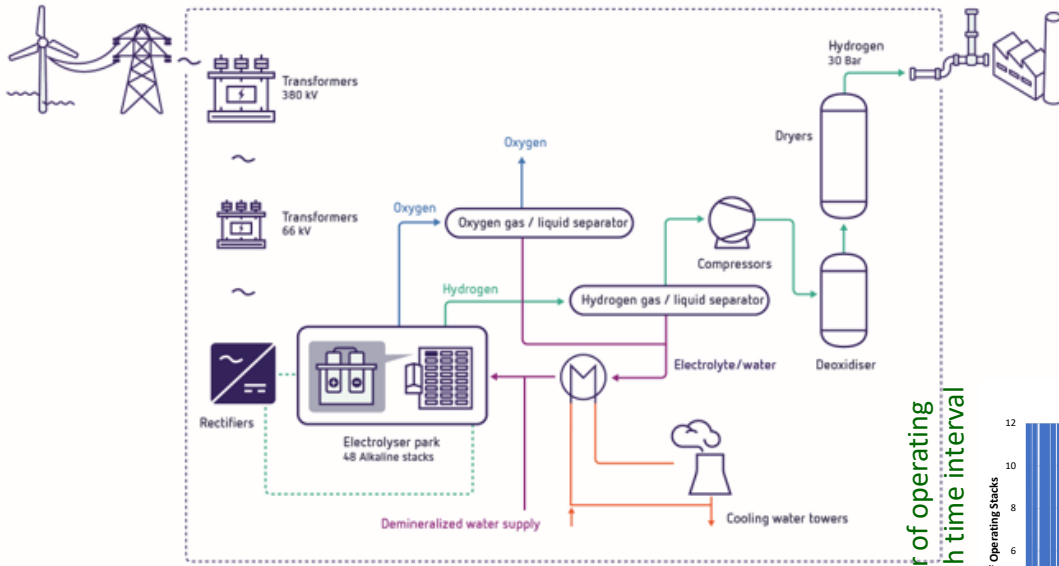 Transformers
380 kV
Transformers
66 kV
Rectifiers
Oxygen
Oxygen
Oxygen gas / liquid separator
Hydrogen
Hydrogen gas / liquid separator
Compressors
Hydrogen
30 Bar
Dryers
Deoxidiser
Electrolyte/water
Electrolyser park
48 Alkaline stacks
Demineralized water supply
Cooling water towers
of operating
time interval
Operating Stacks
12
10
8
6